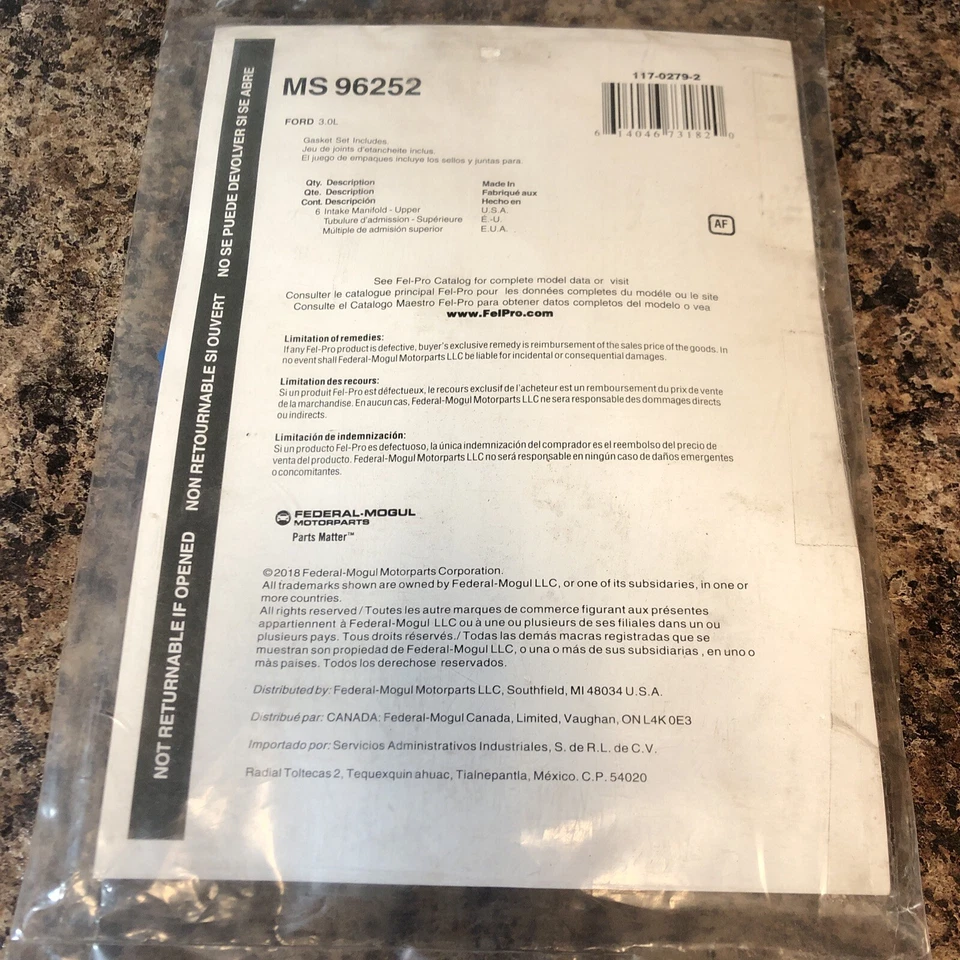 NOT RETURNABLE IF OPENED NON RETOURNABLE SI OUVERT NO SE PUEDE DEVOLVER SI SE ABRE
MS 96252
117-0279-2
6 14046 73182 0
FORD 3.0L
Gasket Set Includes.
Jeu de joints d'etancheite inclus.
El juego de empaques incluye los sellos y juntas para
Qty. Description Made In
Qte. Description Fabriqué aux
Cont. Descripción Hecho en
6 Intake Manifold - Upper U.S.A.
Tubulure d'admission - Supérieure É.-U.
Múltiple de admisión superior E.U.A.
AF
See Fel-Pro Catalog for complete model data or visit
Consulter le catalogue principal Fel-Pro pour les données completes du modéle ou le site
Consulte el Catalogo Maestro Fel-Pro para obtener datos completos del modelo o vea
www.FelPro.com
Limitation of remedies:
If any Fel-Pro product is defective, buyer's exclusive remedy is reimbursement of the sales price of the goods. In
no event shall Federal-Mogul Motorparts LLC be liable for incidental or consequential damages.
Limitation des recours:
Si un produit Fel-Pro est défectueux, le recours exclusif de l'acheteur est un remboursement du prix de vente
de la marchandise. En aucun cas, Federal-Mogul Motorparts LLC ne sera responsable des dommages directs
ou indirects.
Limitación de indemnización:
Si un producto Fel-Pro es defectuoso, la única indemnización del comprador es el reembolso del precio de
venta del producto. Federal-Mogul Motorparts LLC no será responsable en ningún caso de daños emergentes
o concomitantes.
FEDERAL-MOGUL
MOTORPARTS
Parts Matter™
©2018 Federal-Mogul Motorparts Corporation.
All trademarks shown are owned by Federal-Mogul LLC, or one of its subsidaries, in one or
more countries.
All rights reserved / Toutes les autre marques de commerce figurant aux présentes
appartiennent à Federal-Mogul LLC ou à une ou plusieurs de ses filiales dans un ou
plusieurs pays. Tous droits réservés./ Todas las demás macras registradas que se
muestran son propiedad de Federal-Mogul LLC, o una o más de sus subsidiarias , en uno o
màs paises. Todos los derechose reservados.
Distributed by: Federal-Mogul Motorparts LLC, Southfield, MI 48034 U.S.A.
Distribué par: CANADA: Federal-Mogul Canada, Limited, Vaughan, ON L4K 0E3
Importado por: Servicios Administrativos Industriales, S. de R.L. de C.V.
Radial Toltecas 2, Tequexquin ahuac, Tlalnepantla, México. C.P. 54020